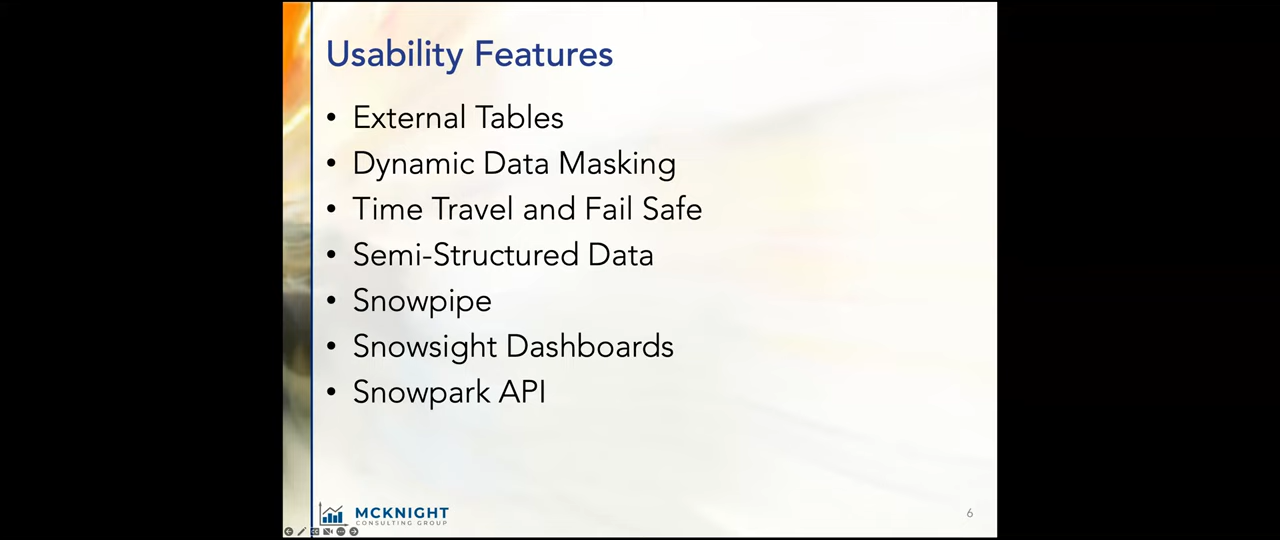 Usability Features
• External Tables
• Dynamic Data Masking
• Time Travel and Fail Safe
• Semi-Structured Data
• Snowpipe
• Snowsight Dashboards
• Snowpark API
MCKNIGHT
CONSULTING GROUP
6